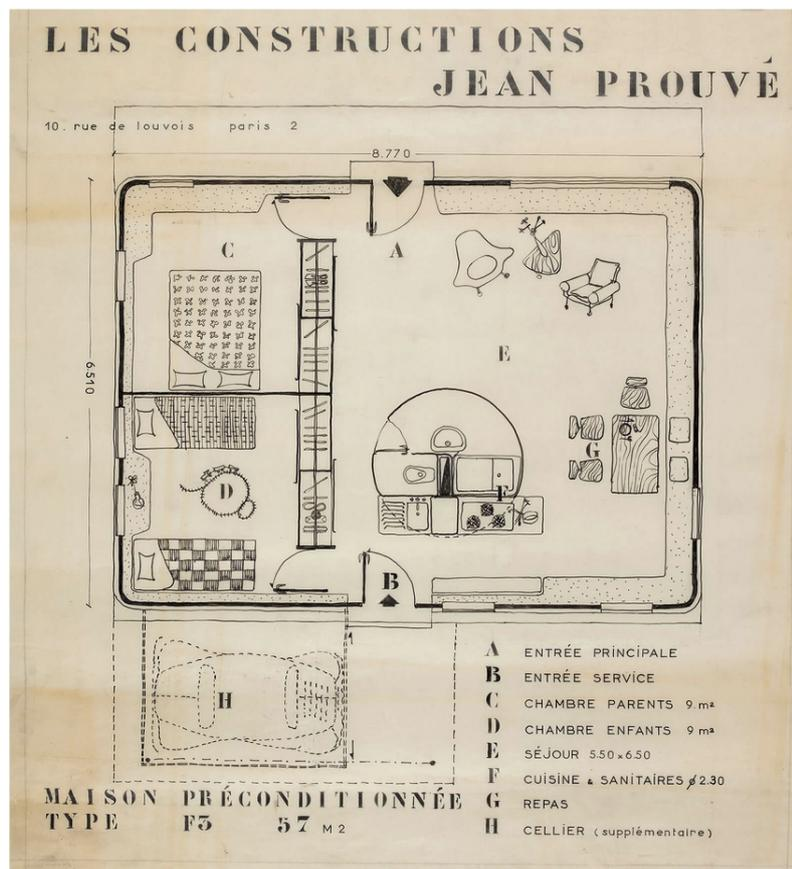 LES CONSTRUCTIONS
JEAN PROUVÉ
10. rue de louvois paris 2
8.770
C
A
E
6.510
G
D
F
B
H
A ENTRÉE PRINCIPALE
B ENTRÉE SERVICE
C CHAMBRE PARENTS 9.m²
D CHAMBRE ENFANTS 9 m²
E SÉJOUR 5.50 x 6.50
F CUISINE & SANITAIRES ø 2.30
G REPAS
H CELLIER (supplémentaire)
MAISON PRÉCONDITIONNÉE
TYPE F3 57 M2